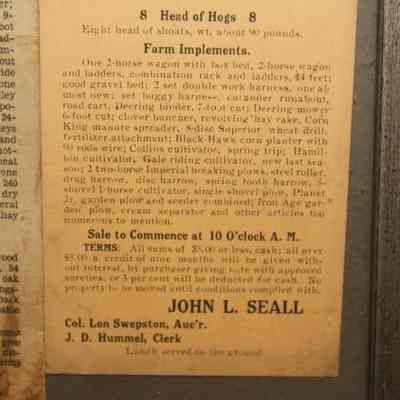 8 Head of Hogs 8
Eight head of shoats, wt. about 90 pounds.
Farm Implements.
One 2-horse wagon with box bed, 2-horse wagon
and ladders, combination rack and ladders, 14 feet;
good gravel bed; 2 set double work harness, one al
most new; set buggy harness, runabout,
road cart, Deering binder, 7-foot cut; Deering mower
6-foot cut; clover buncher, revolving hay rake, Corn
King manure spreader, 8-disc Superior wheat drill,
fertilizer attachment; Black-Hawk corn planter with
90 rods wire; Collins cultivator, spring trip; Hamil-
ton cultivator, Gale riding cultivator, new last sea-
son; 2 two-horse Imperial breaking plows, steel roller,
drag harrow, disc harrow, spring tooth harrow, 5-
shovel 1-horse cultivator, single shovel plow, Planet
Jr. garden plow and seeder combined; Iron Age gar-
den plow, cream separator and other articles too
numerous to mention.
Sale to Commence at 10 O'clock A. M.
TERMS: All sums of $5.00 or less, cash; all over
$5.00 a credit of nine months will be given with-
out interest, by purchaser giving note with approved
sureties, or 3 per cent will be deducted for cash. No
property to be moved until conditions complied with.
JOHN L. SEALL
Col. Lon Swepston, Auc'r.
J. D. Hummel, Clerk
Lunch served on the ground